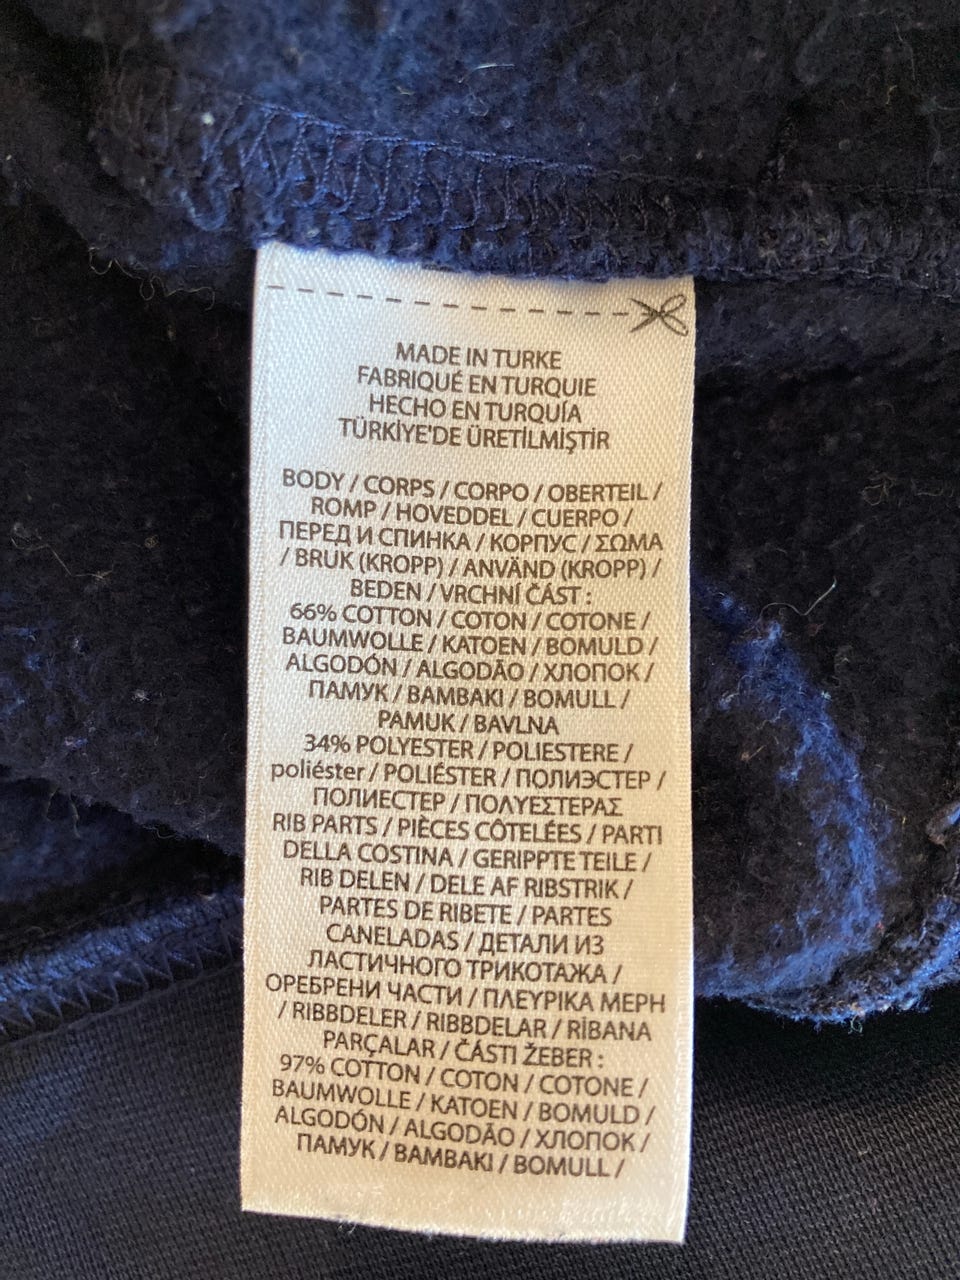 MADE IN TURKE
FABRIQUÉ EN TURQUIE
HECHO EN TURQUÍA
TÜRKİYE'DE ÜRETİLMİŞTİR
BODY / CORPS / CORPO / OBERTEIL /
ROMP / HOVEDDEL / CUERPO /
ПЕРЕД И СПИНКА / КОРПУС / ΣΩΜΑ
/ BRUK (KROPP) / ANVÄND (KROPP) /
BEDEN / VRCHNÍ ČÁST :
66% COTTON / COTON / COTONE /
BAUMWOLLE / KATOEN / BOMULD /
ALGODÓN / ALGODÃO / ХЛОПОК /
ПАМУК / BAMBAKI / BOMULL /
PAMUK / BAVLNA
34% POLYESTER / POLIESTERE /
poliéster / POLIÉSTER / ПОЛИЭСТЕР /
ПОЛИЕСТЕР / ΠΟΛΥΕΣΤΕΡΑΣ
RIB PARTS / PIÈCES CÔTELÉES / PARTI
DELLA COSTINA / GERIPPTE TEILE /
RIB DELEN / DELE AF RIBSTRIK /
PARTES DE RIBETE / PARTES
CANELADAS / ДЕТАЛИ ИЗ
ЛАСТИЧНОГО ТРИКОТАЖА /
ОРЕБРЕНИ ЧАСТИ / ΠΛΕΥΡΙΚΑ ΜΕΡΗ
/ RIBBDELER / RIBBDELAR / RİBANA
PARÇALAR / ČÁSTI ŽEBER :
97% COTTON / COTON / COTONE /
BAUMWOLLE / KATOEN / BOMULD /
ALGODÓN / ALGODÃO / ХЛОПОК /
ПАМУК / BAMBAKI / BOMULL /